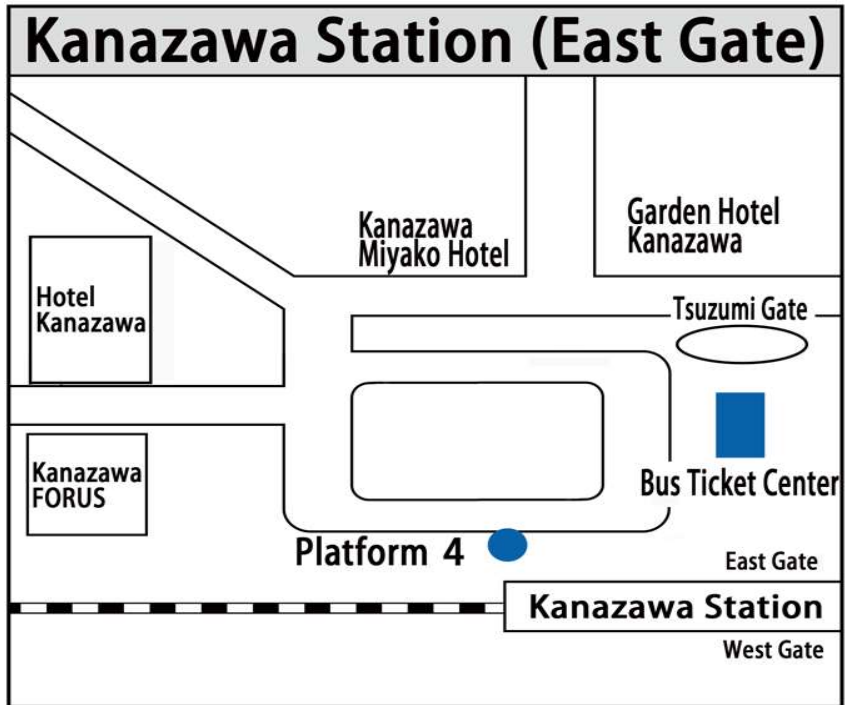 Kanazawa Station (East Gate)
Kanazawa
Miyako Hotel
Garden Hotel
Kanazawa
Hotel
Kanazawa
Tsuzumi Gate
Kanazawa
FORUS
Bus Ticket Center
Platform 4
East Gate
Kanazawa Station
West Gate